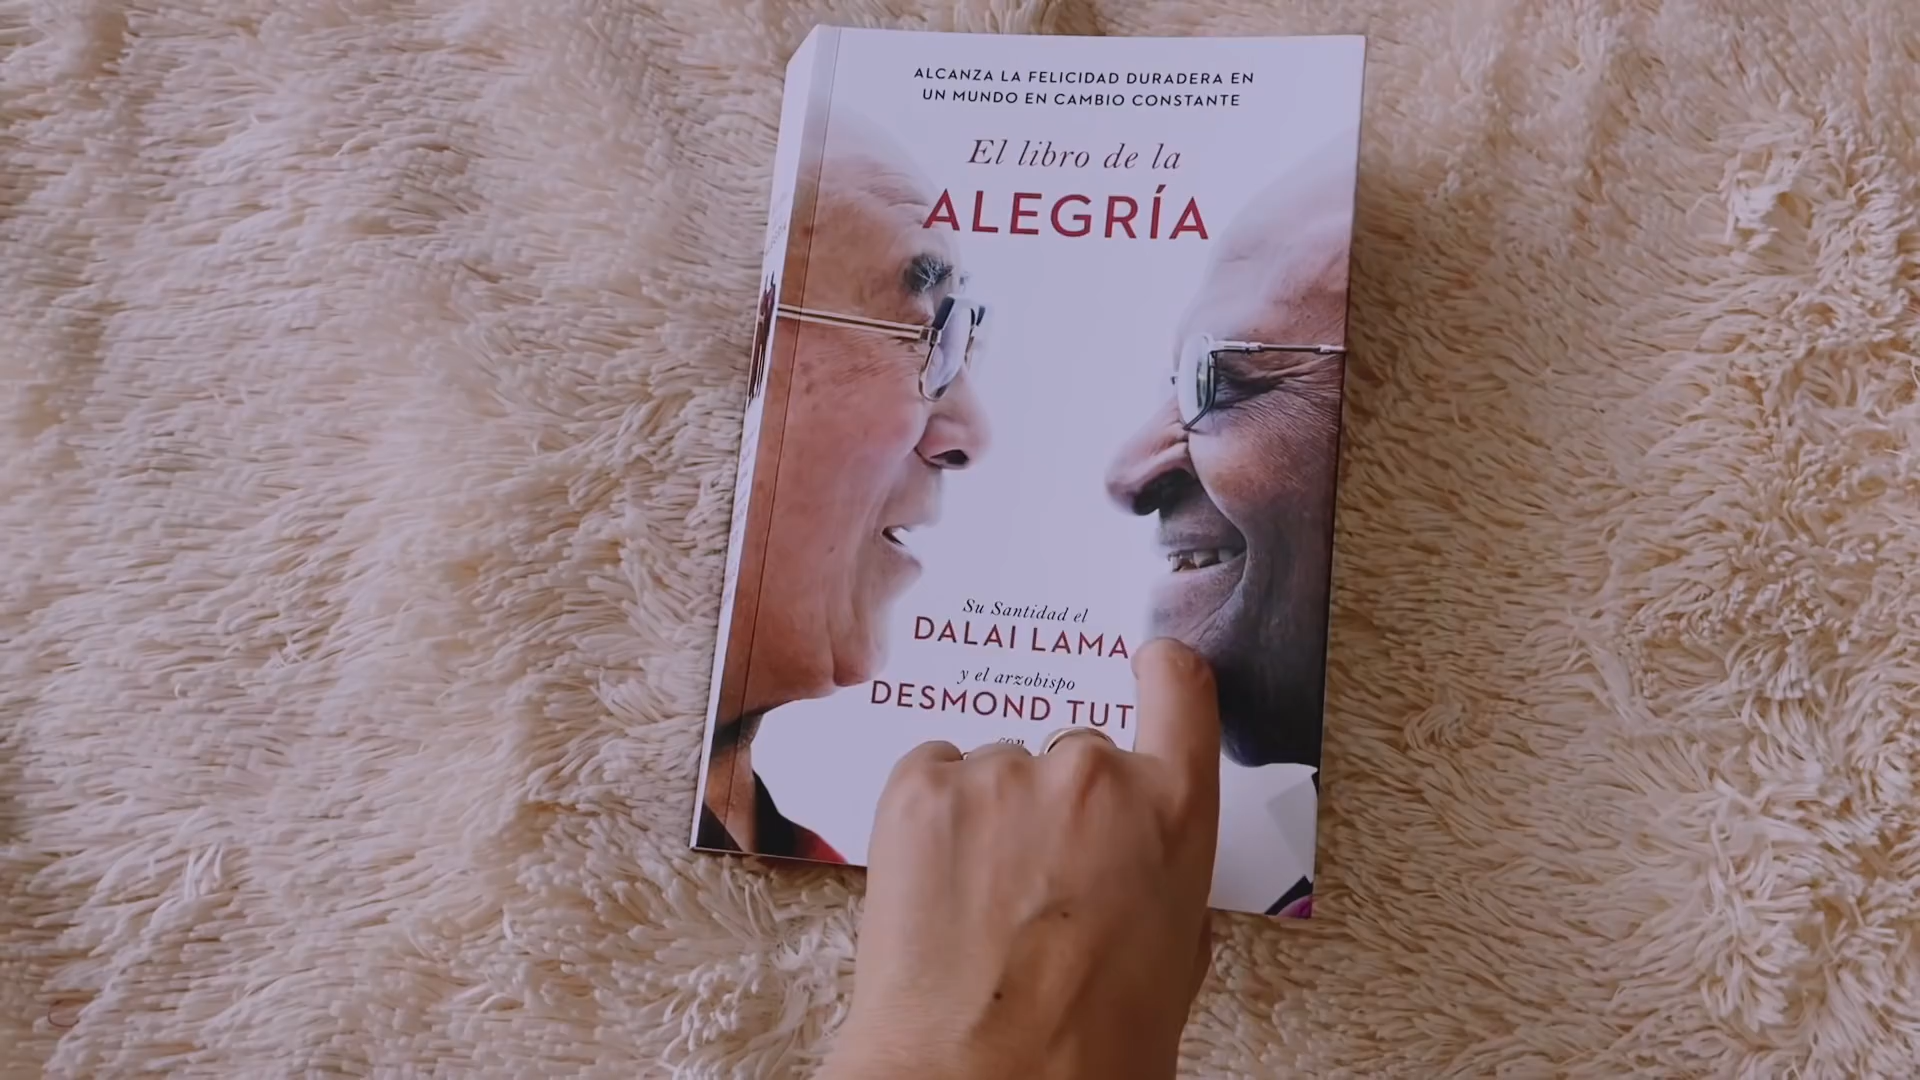 ALCANZA LA FELICIDAD DURADERA EN
UN MUNDO EN CAMBIO CONSTANTE
El libro de la
ALEGRÍA
Su Santidad el
DALAI LAMA
y el arzobispo
DESMOND TUT
con